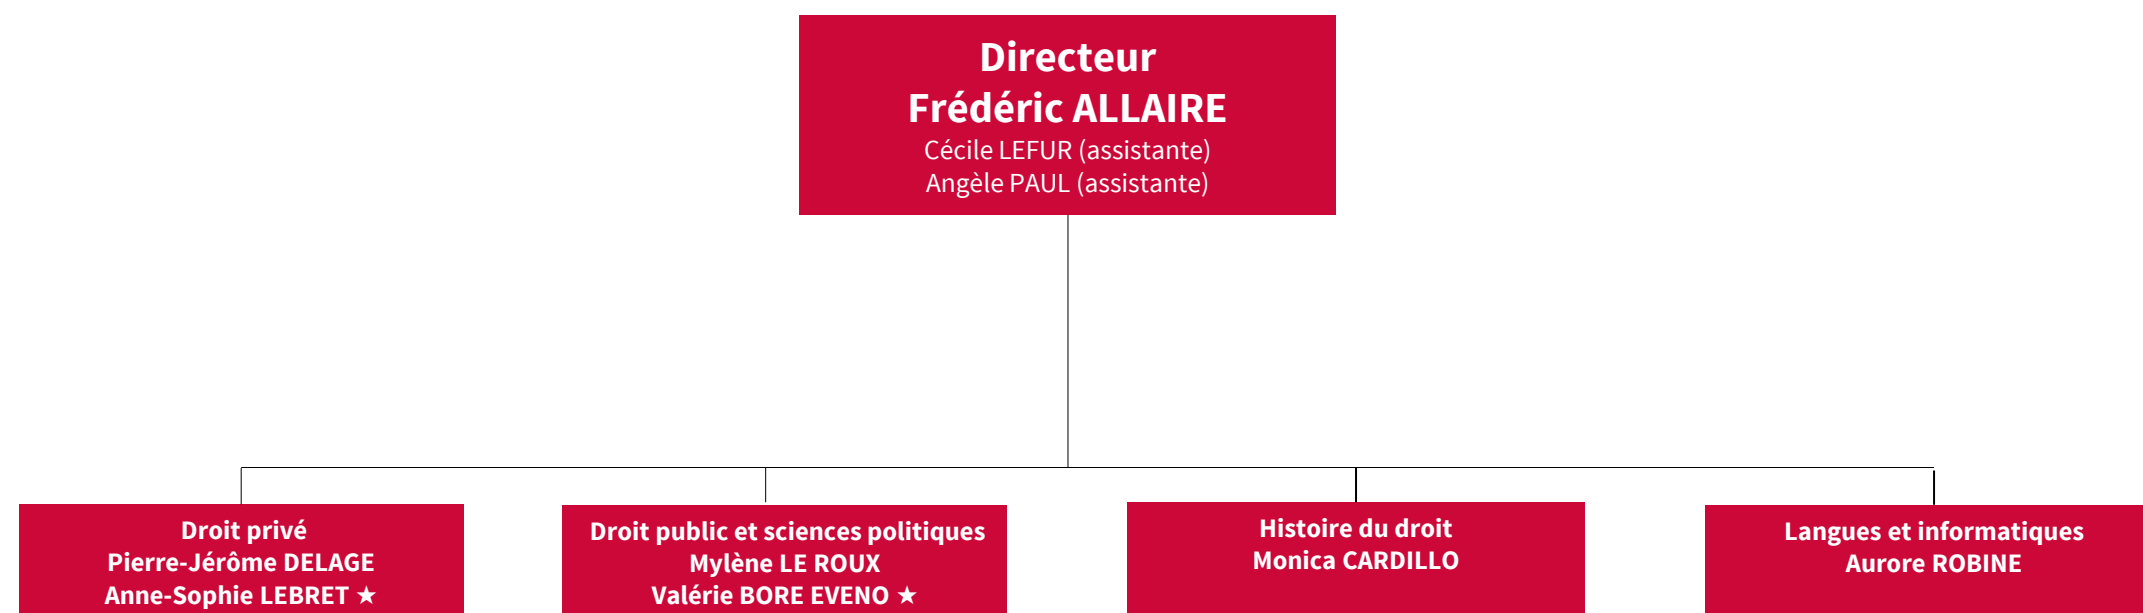 Directeur
Frédéric ALLAIRE
Cécile LEFUR (assistante)
Angèle PAUL (assistante)
Droit privé
Pierre-Jérôme DELAGE
Anne-Sophie LEBRET ★
Droit public et sciences politiques
Mylène LE ROUX
Valérie BORE EVENO ★
Histoire du droit
Monica CARDILLO
Langues et informatiques
Aurore ROBINE